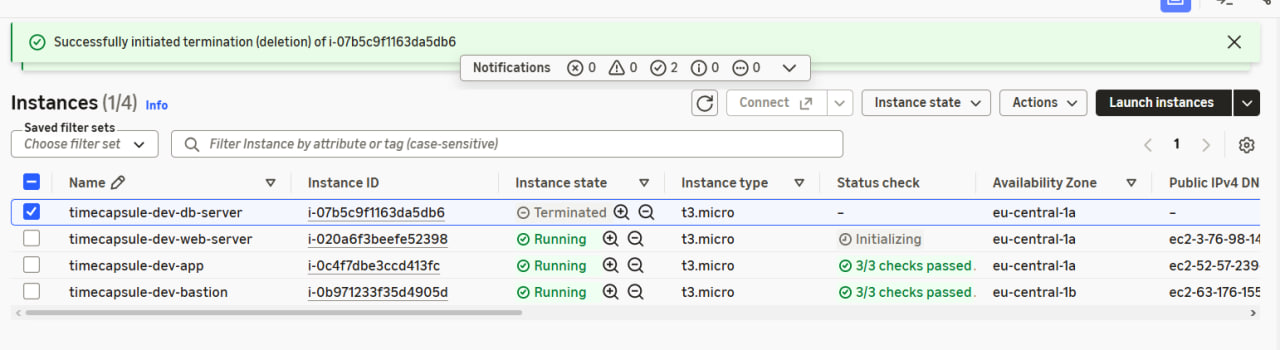 Successfully initiated termination (deletion) of i-07b5c9f1163da5db6
Notifications 0 0 2 0 0
Instances (1/4) Info
Connect
Instance state
Actions
Launch instances
Saved filter sets
Choose filter set
Filter Instance by attribute or tag (case-sensitive)
1
Name Instance ID Instance state Instance type Status check Availability Zone Public IPv4 DN
timecapsule-dev-db-server i-07b5c9f1163da5db6 Terminated t3.micro – eu-central-1a –
timecapsule-dev-web-server i-020a6f3beefe52398 Running t3.micro Initializing eu-central-1a ec2-3-76-98-14
timecapsule-dev-app i-0c4f7dbe3ccd413fc Running t3.micro 3/3 checks passed. eu-central-1a ec2-52-57-239
timecapsule-dev-bastion i-0b971233f35d4905d Running t3.micro 3/3 checks passed. eu-central-1b ec2-63-176-155